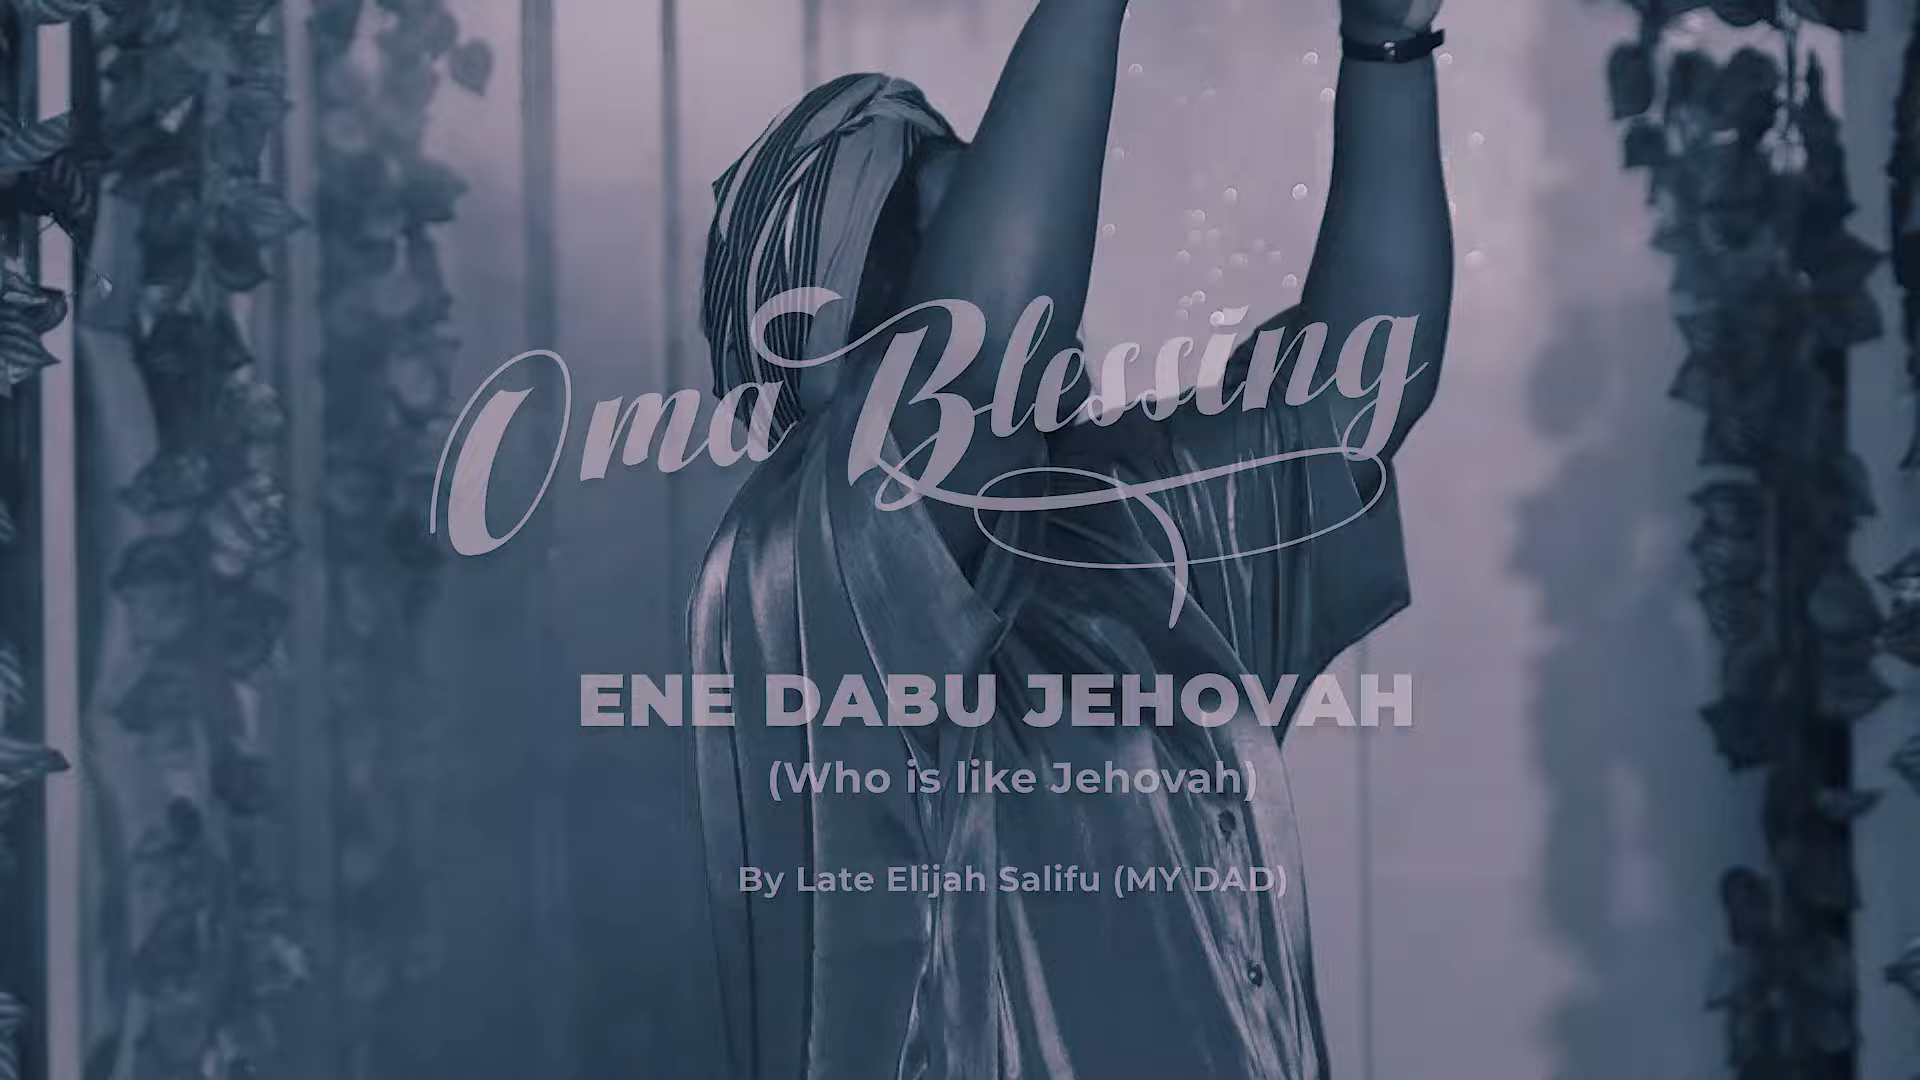 Oma Blessing
ENE DABU JEHOVAH
(Who is like Jehovah)
By Late Elijah Salifu (MY DAD)